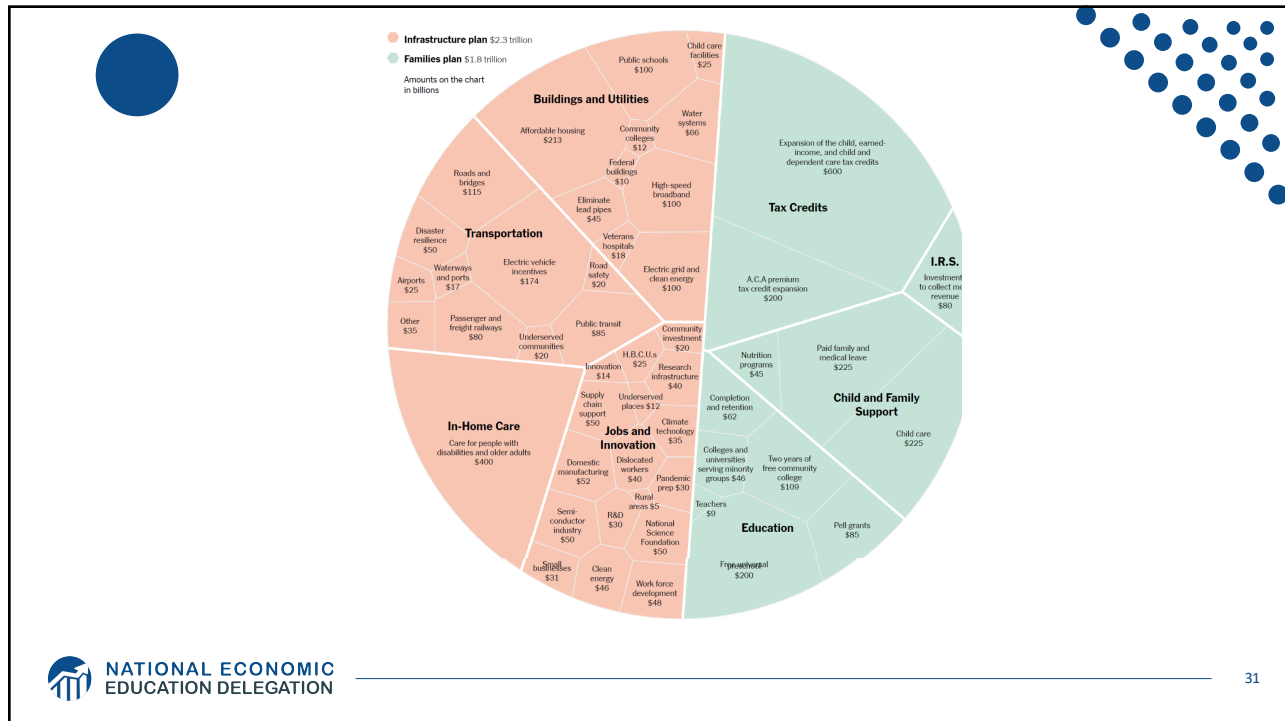 Infrastructure plan $2.3 trillion
Families plan $1.8 trillion
Amounts on the chart
in billions
Buildings and Utilities
Public schools
$100
Child care
facilities
$25
Affordable housing
$213
Community
colleges
$12
Water
systems
$66
Federal
buildings
$10
High-speed
broadband
$100
Eliminate
lead pipes
$45
Veterans
hospitals
$18
Electric grid and
clean energy
$100
Transportation
Roads and
bridges
$115
Disaster
resilience
$50
Electric vehicle
incentives
$174
Road
safety
$20
Airports
$25
Waterways
and ports
$17
Other
$35
Passenger and
freight railways
$80
Underserved
communities
$20
Public transit
$85
In-Home Care
Care for people with
disabilities and older adults
$400
Jobs and
Innovation
Community
investment
$20
H.B.C.U.s
$25
Innovation
$14
Research
infrastructure
$40
Supply
chain
support
$50
Underserved
places $12
Climate
technology
$35
Domestic
manufacturing
$52
Dislocated
workers
$40
Pandemic
prep $30
Rural
areas $5
Semi-
conductor
industry
$50
R&D
$30
National
Science
Foundation
$50
Small
businesses
$31
Clean
energy
$46
Work force
development
$48
Tax Credits
Expansion of the child, earned-
income, and child and
dependent care tax credits
$600
A.C.A premium
tax credit expansion
$200
I.R.S.
Investment
to collect mo
revenue
$80
Child and Family
Support
Nutrition
programs
$45
Paid family and
medical leave
$225
Child care
$225
Education
Completion
and retention
$62
Colleges and
universities
serving minority
groups $46
Two years of
free community
college
$109
Teachers
$9
Pell grants
$85
Free universal
preschool
$200
NATIONAL ECONOMIC
EDUCATION DELEGATION
31